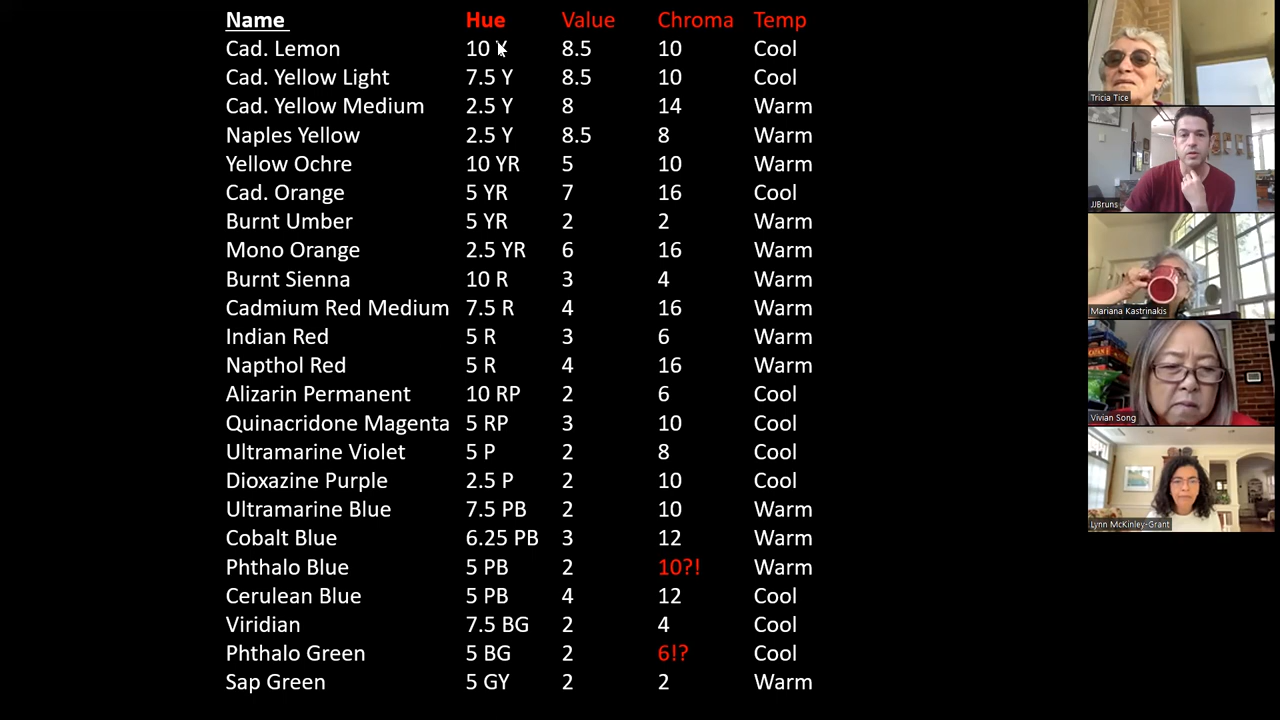 Name Hue Value Chroma Temp
Cad. Lemon 10 Y 8.5 10 Cool
Cad. Yellow Light 7.5 Y 8.5 10 Cool
Cad. Yellow Medium 2.5 Y 8 14 Warm
Naples Yellow 2.5 Y 8.5 8 Warm
Yellow Ochre 10 YR 5 10 Warm
Cad. Orange 5 YR 7 16 Cool
Burnt Umber 5 YR 2 2 Warm
Mono Orange 2.5 YR 6 16 Warm
Burnt Sienna 10 R 3 4 Warm
Cadmium Red Medium 7.5 R 4 16 Warm
Indian Red 5 R 3 6 Warm
Napthol Red 5 R 4 16 Warm
Alizarin Permanent 10 RP 2 6 Cool
Quinacridone Magenta 5 RP 3 10 Cool
Ultramarine Violet 5 P 2 8 Cool
Dioxazine Purple 2.5 P 2 10 Cool
Ultramarine Blue 7.5 PB 2 10 Warm
Cobalt Blue 6.25 PB 3 12 Warm
Phthalo Blue 5 PB 2 10?! Warm
Cerulean Blue 5 PB 4 12 Cool
Viridian 7.5 BG 2 4 Cool
Phthalo Green 5 BG 2 6!? Cool
Sap Green 5 GY 2 2 Warm
Tricia Tice
JJBruns
Mariana Kastrinakis
Vivian Song
Lynn McKinley-Grant